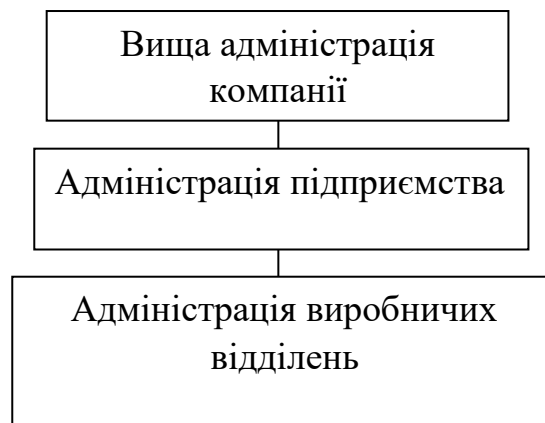 Вища адміністрація
компанії
Адміністрація підприємства
Адміністрація виробничих
відділень